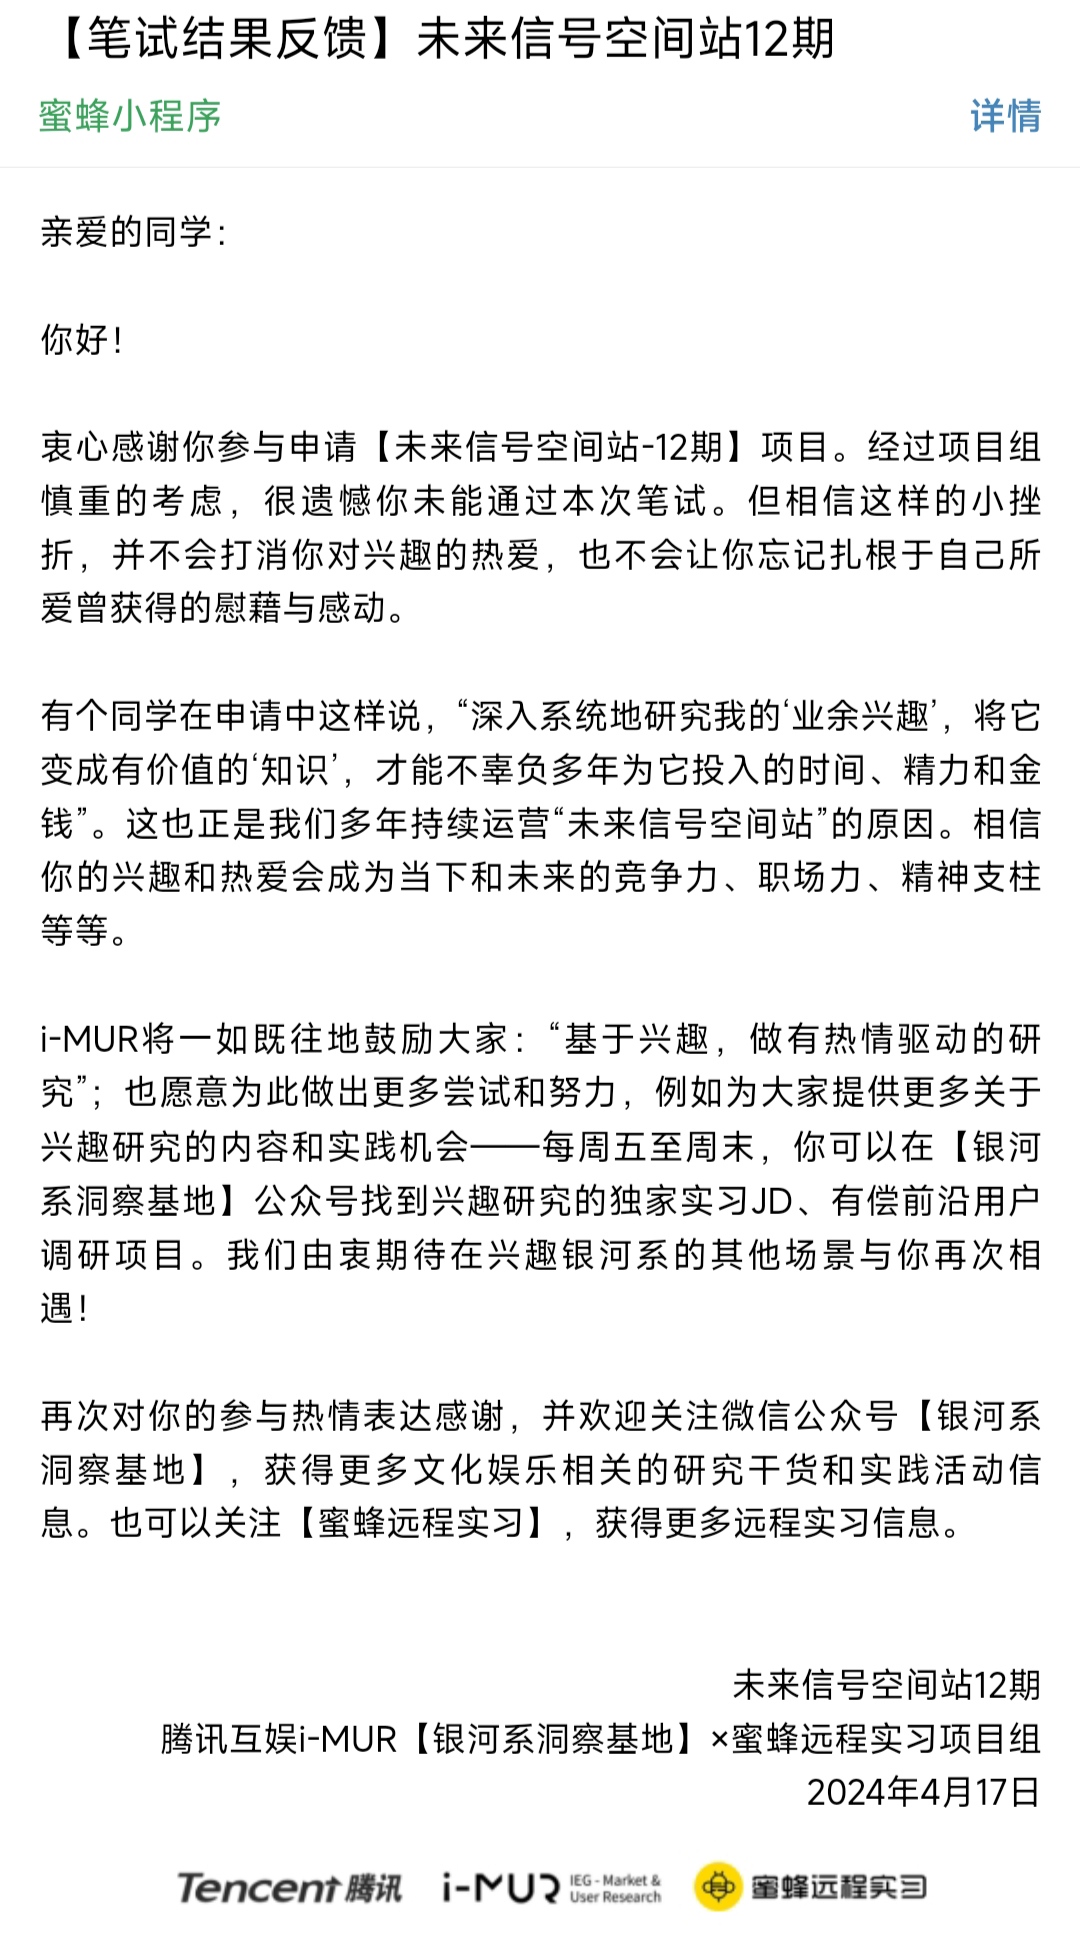 【笔试结果反馈】未来信号空间站12期
蜜蜂小程序
详情
亲爱的同学：
你好！
衷心感谢你参与申请【未来信号空间站-12期】项目。经过项目组
慎重的考虑，很遗憾你未能通过本次笔试。但相信这样的小挫
折，并不会打消你对兴趣的热爱，也不会让你忘记扎根于自己所
爱曾获得的慰藉与感动。
有个同学在申请中这样说，“深入系统地研究我的‘业余兴趣’，将它
变成有价值的‘知识’，才能不辜负多年为它投入的时间、精力和金
钱”。这也正是我们多年持续运营“未来信号空间站”的原因。相信
你的兴趣和热爱会成为当下和未来的竞争力、职场力、精神支柱
等等。
i-MUR将一如既往地鼓励大家：“基于兴趣，做有热情驱动的研
究”；也愿意为此做出更多尝试和努力，例如为大家提供更多关于
兴趣研究的内容和实践机会——每周五至周末，你可以在【银河
系洞察基地】公众号找到兴趣研究的独家实习JD、有偿前沿用户
调研项目。我们由衷期待在兴趣银河系的其他场景与你再次相
遇！
再次对你的参与热情表达感谢，并欢迎关注微信公众号【银河系
洞察基地】，获得更多文化娱乐相关的研究干货和实践活动信
息。也可以关注【蜜蜂远程实习】，获得更多远程实习信息。
未来信号空间站12期
腾讯互娱i-MUR【银河系洞察基地】×蜜蜂远程实习项目组
2024年4月17日
Tencent 腾讯
i-MUR
IEG - Market &
User Research
蜜蜂远程实习